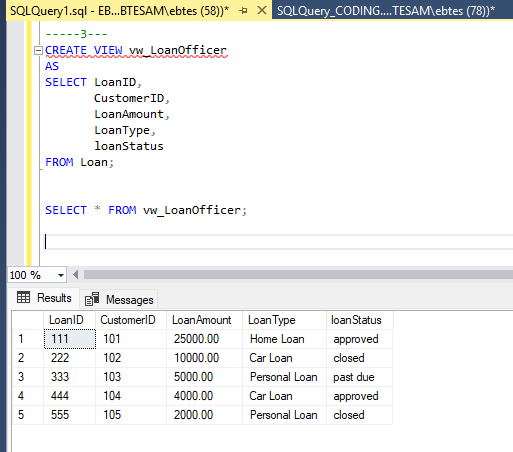 SQLQuery1.sql - EB...BTESAM\ebtes (58))* SQLQuery_CODING....TESAM\ebtes (78))*
-----3---
CREATE VIEW vw_LoanOfficer
AS
SELECT LoanID,
CustomerID,
LoanAmount,
LoanType,
loanStatus
FROM Loan;
SELECT * FROM vw_LoanOfficer;
100 %
Results Messages
LoanID CustomerID LoanAmount LoanType loanStatus
1 111 101 25000.00 Home Loan approved
2 222 102 10000.00 Car Loan closed
3 333 103 5000.00 Personal Loan past due
4 444 104 4000.00 Car Loan approved
5 555 105 2000.00 Personal Loan closed